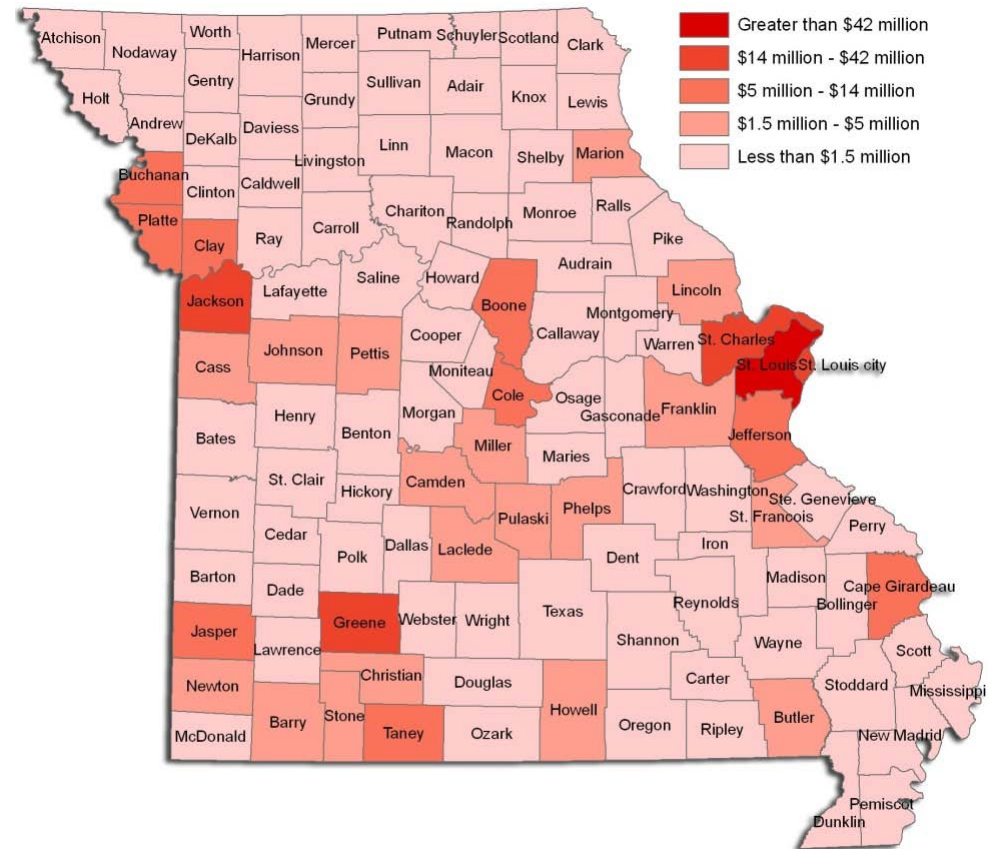 Greater than $42 million
$14 million - $42 million
$5 million - $14 million
$1.5 million - $5 million
Less than $1.5 million
Atchison
Nodaway
Worth
Harrison
Mercer
Putnam
Schuyler
Scotland
Clark
Holt
Gentry
Sullivan
Adair
Knox
Lewis
Andrew
DeKalb
Daviess
Grundy
Livingston
Linn
Macon
Shelby
Marion
Buchanan
Clinton
Caldwell
Platte
Clay
Ray
Carroll
Chariton
Randolph
Monroe
Ralls
Pike
Audrain
Jackson
Lafayette
Saline
Howard
Boone
Callaway
Montgomery
Lincoln
Warren
St. Charles
St. Louis
St. Louis city
Cass
Johnson
Pettis
Cooper
Moniteau
Cole
Osage
Gasconade
Franklin
Jefferson
Bates
Henry
Benton
Morgan
Miller
Maries
St. Clair
Hickory
Camden
Pulaski
Phelps
Crawford
Washington
Ste. Genevieve
St. Francois
Perry
Vernon
Cedar
Polk
Dallas
Laclede
Dent
Iron
Barton
Dade
Madison
Cape Girardeau
Bollinger
Jasper
Lawrence
Greene
Webster
Wright
Texas
Reynolds
Shannon
Wayne
Scott
Newton
Christian
Douglas
Carter
Stoddard
Mississippi
McDonald
Barry
Stone
Taney
Ozark
Howell
Oregon
Ripley
Butler
New Madrid
Pemiscot
Dunklin